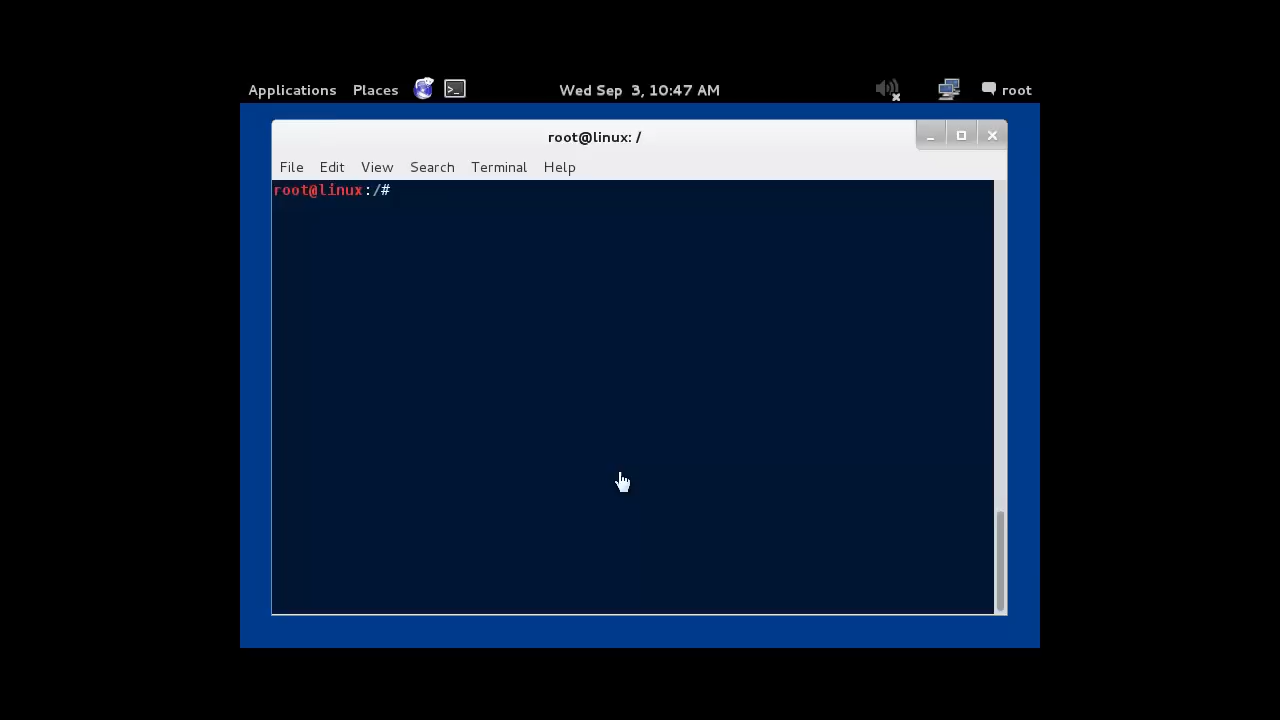 Applications Places Wed Sep 3, 10:47 AM root
root@linux: /
File Edit View Search Terminal Help
root@linux:/#